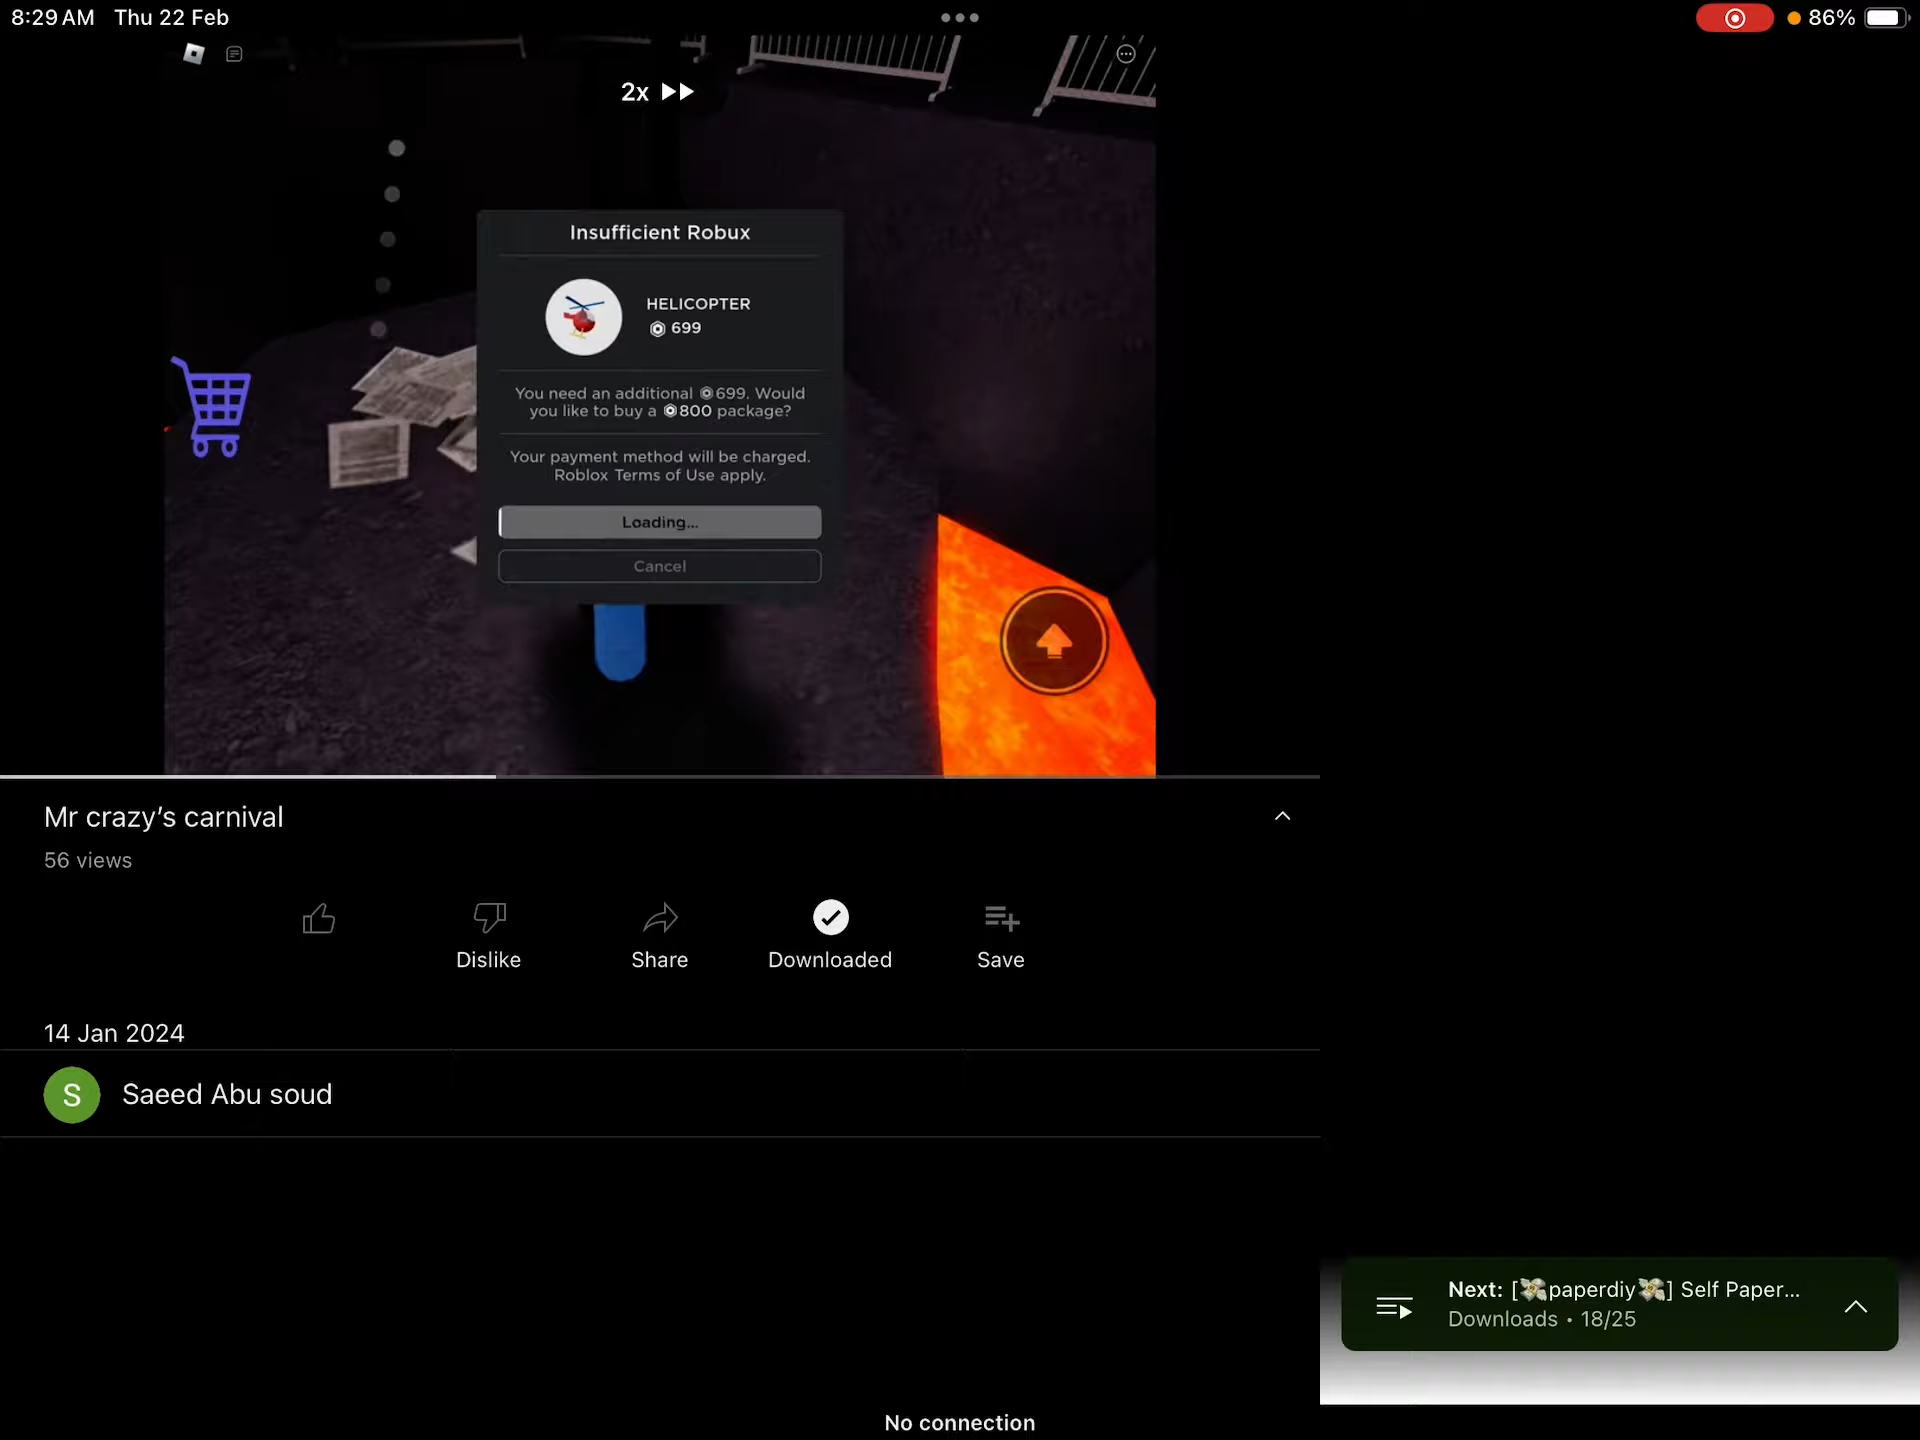 8:29 AM Thu 22 Feb
86%
2x
Insufficient Robux
HELICOPTER
699
You need an additional 699. Would
you like to buy a 800 package?
Your payment method will be charged.
Roblox Terms of Use apply.
Loading...
Cancel
Mr crazy’s carnival
56 views
Dislike
Share
Downloaded
Save
14 Jan 2024
S
Saeed Abu soud
Next: [💸paperdiy💸] Self Paper...
Downloads • 18/25
No connection